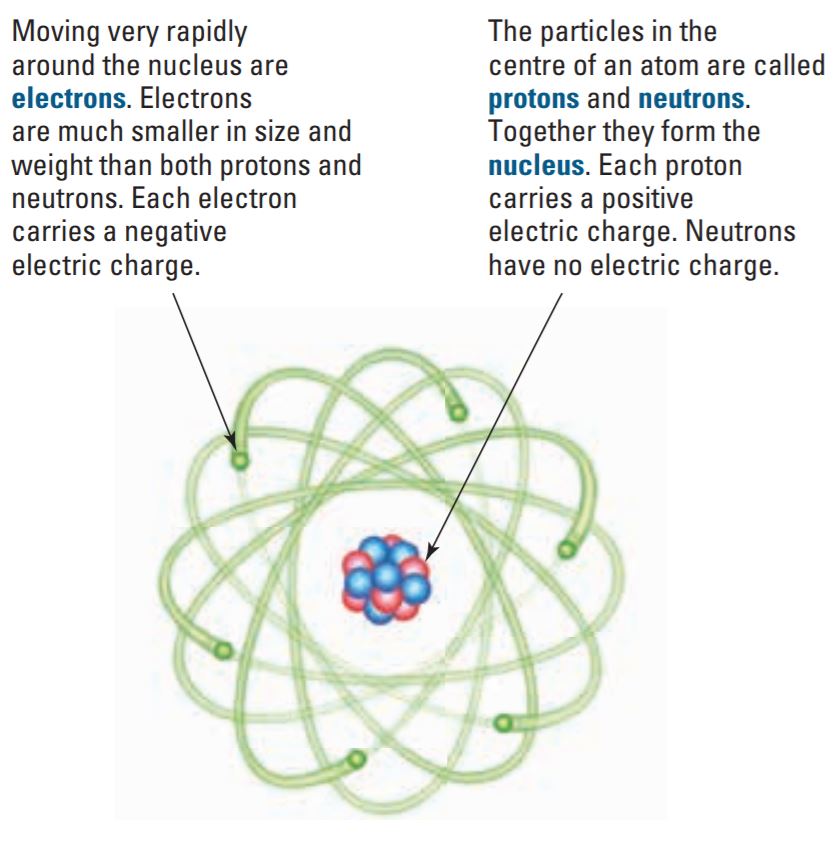 Moving very rapidly
around the nucleus are
electrons. Electrons
are much smaller in size and
weight than both protons and
neutrons. Each electron
carries a negative
electric charge.
The particles in the
centre of an atom are called
protons and neutrons.
Together they form the
nucleus. Each proton
carries a positive
electric charge. Neutrons
have no electric charge.